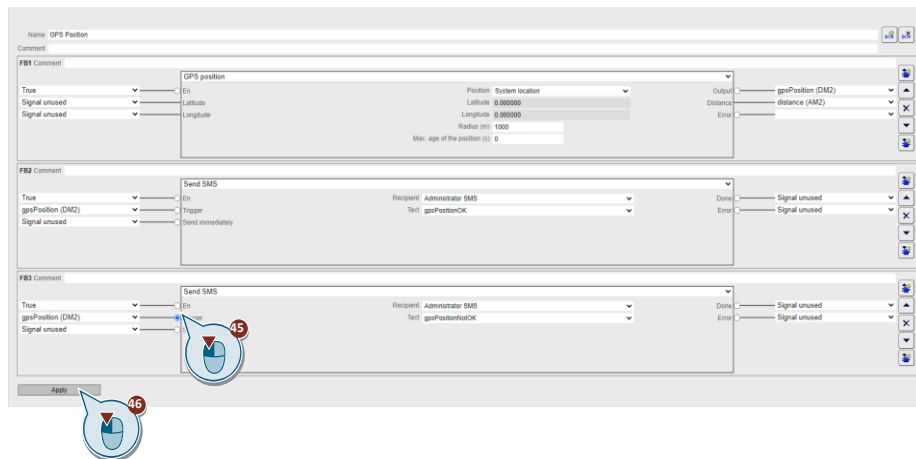 Name GPS Position
Comment
FB1 Comment
GPS position
True En Position System location Output gpsPosition (DM2)
Signal unused Latitude Latitude 0.000000 Distance distance (AM2)
Signal unused Longitude Longitude 0.000000 Error
Radius (m) 1000
Max. age of the position (s) 0
FB2 Comment
Send SMS
True En Recipient Administrator SMS Done Signal unused
gpsPosition (DM2) Trigger Text gpsPositionOK Error Signal unused
Signal unused Send immediately
FB3 Comment
Send SMS
True En Recipient Administrator SMS Done Signal unused
gpsPosition (DM2) Text gpsPositionNotOK Error Signal unused
Signal unused
45
Apply
46